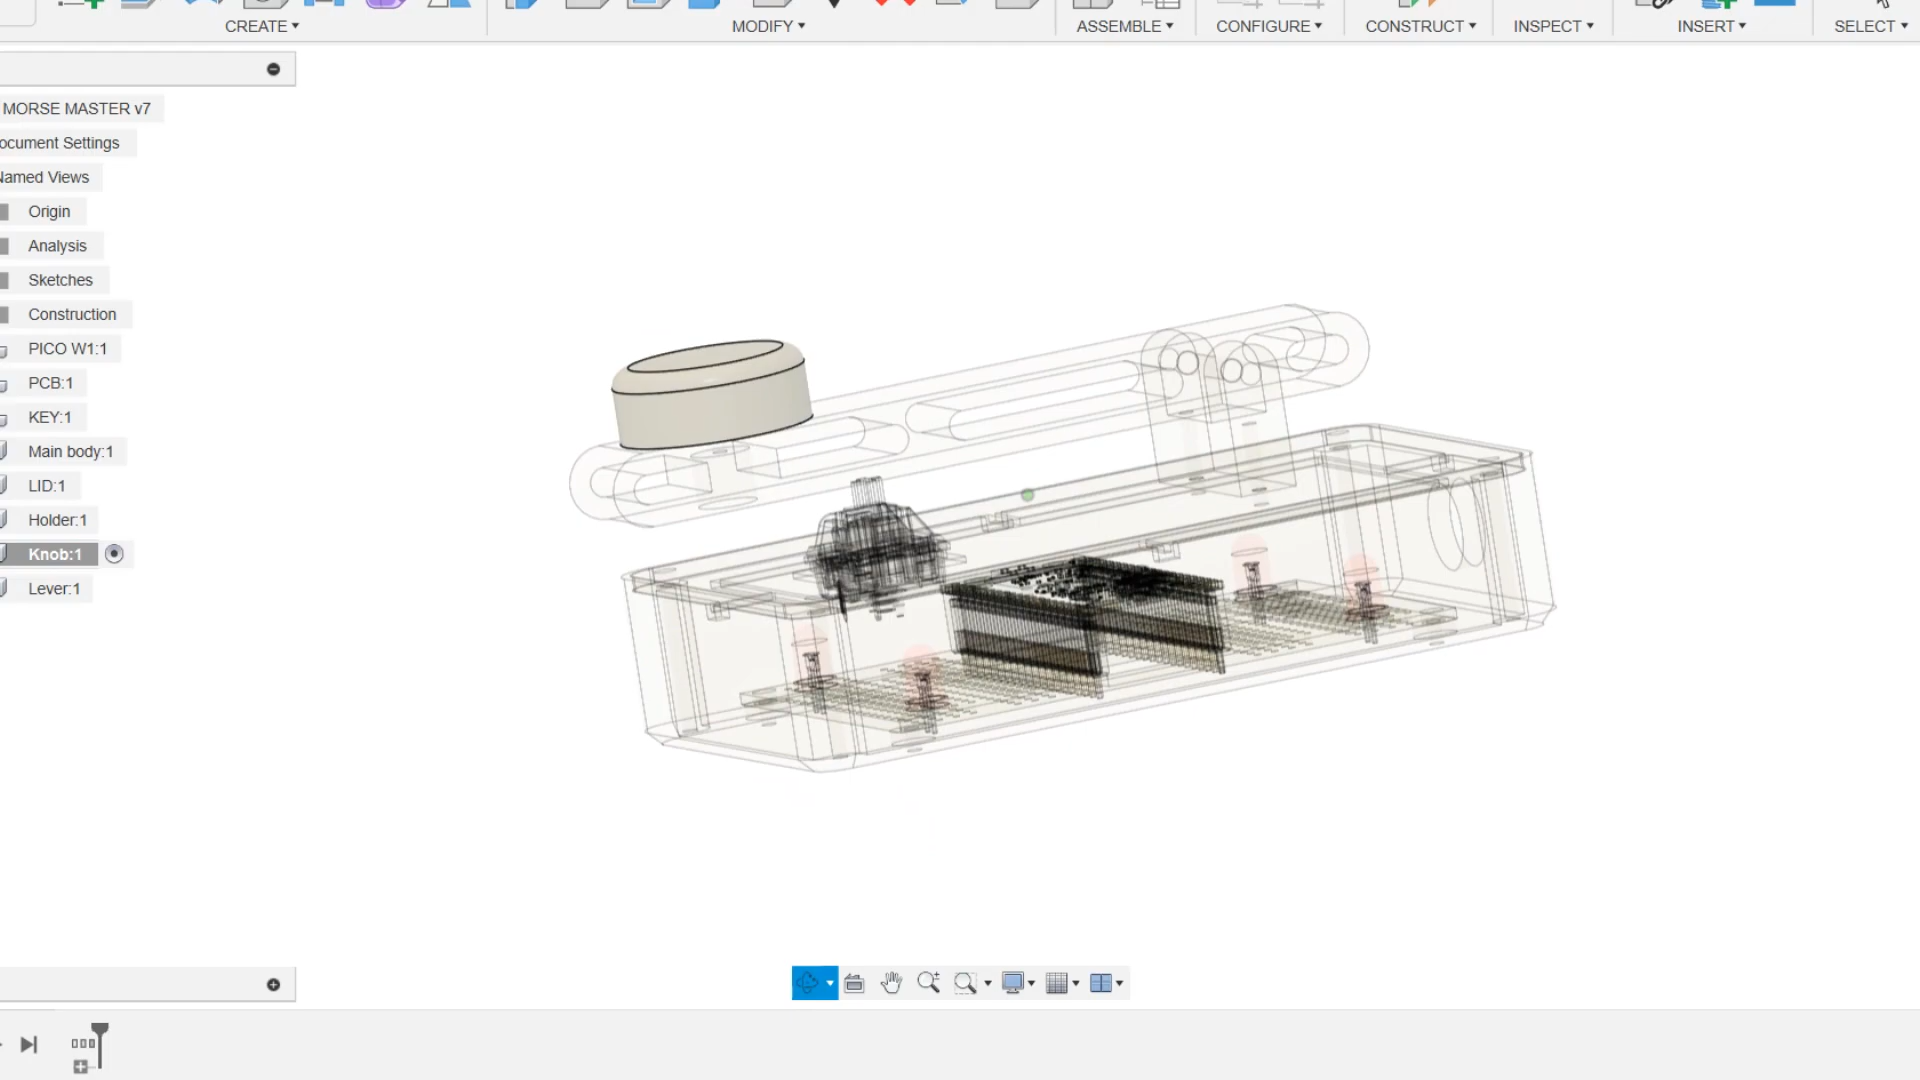 CREATE MODIFY ASSEMBLE CONFIGURE CONSTRUCT INSPECT INSERT SELECT
MORSE MASTER v7
ocument Settings
Named Views
Origin
Analysis
Sketches
Construction
PICO W1:1
PCB:1
KEY:1
Main body:1
LID:1
Holder:1
Knob:1
Lever:1